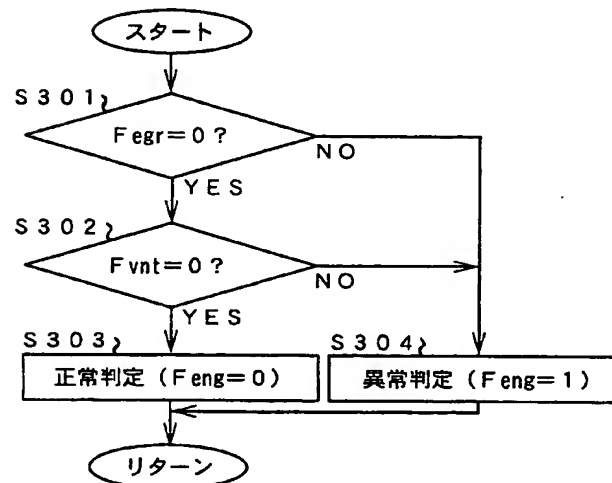 スタート
S301
Fegr=0?
NO
YES
S302
Fvnt=0?
NO
YES
S303
正常判定(Feng=0)
S304
異常判定(Feng=1)
リターン